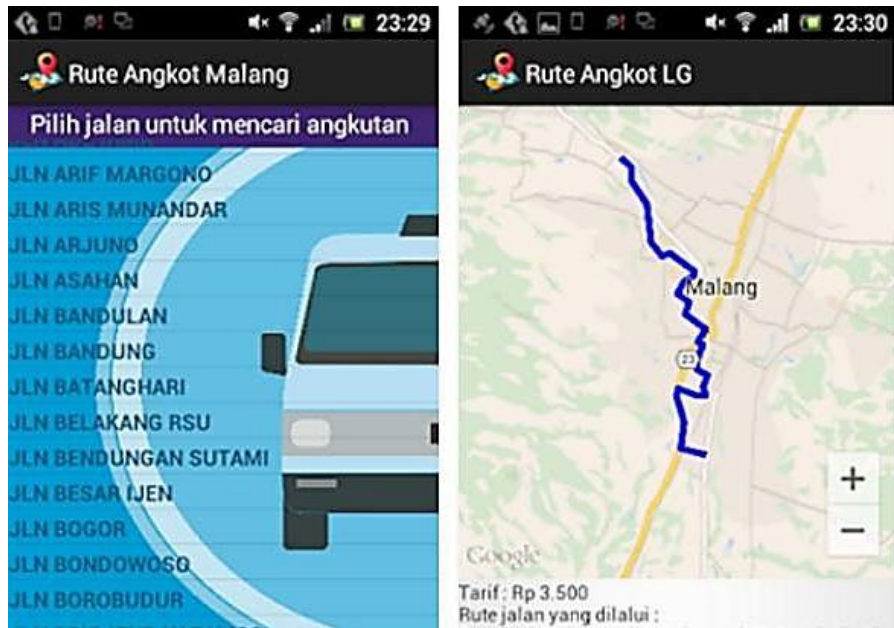 23:29
Rute Angkot Malang
Pilih jalan untuk mencari angkutan
JLN ARIF MARGONO
JLN ARIS MUNANDAR
JLN ARJUNO
JLN ASAHAN
JLN BANDULAN
JLN BANDUNG
JLN BATANGHARI
JLN BELAKANG RSU
JLN BENDUNGAN SUTAMI
JLN BESAR IJEN
JLN BOGOR
JLN BONDOWOSO
JLN BOROBUDUR
23:30
Rute Angkot LG
Malang
23
+
−
Google
Tarif : Rp 3.500
Rute jalan yang dilalui :